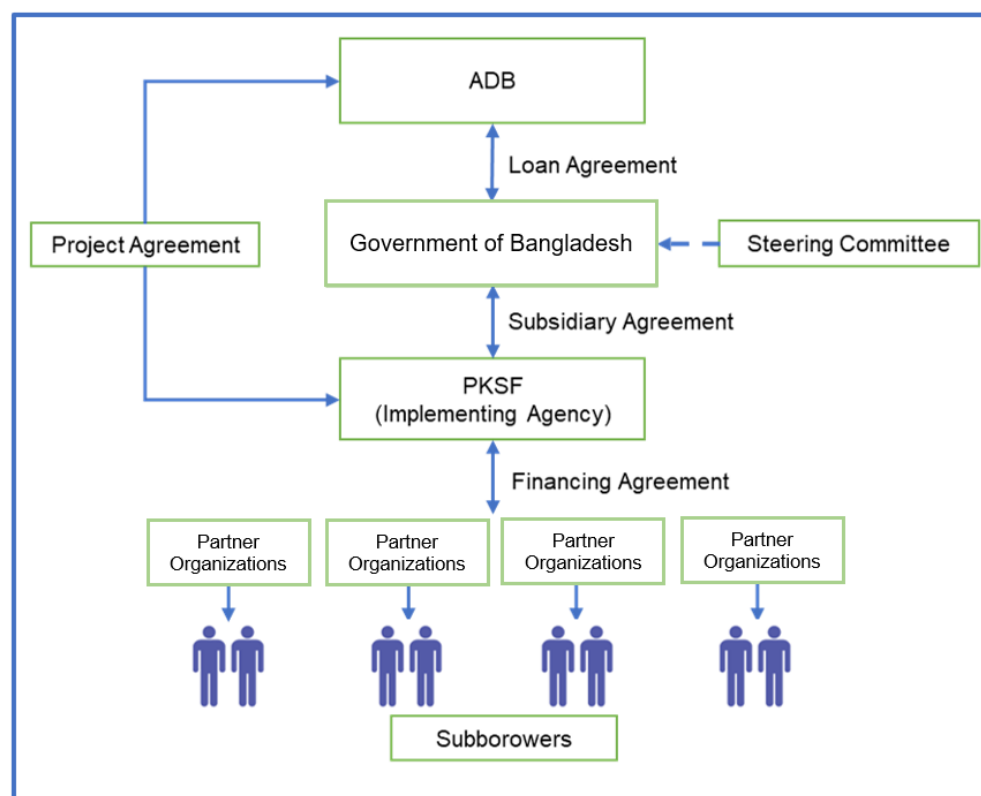 ADB
Loan Agreement
Project Agreement
Government of Bangladesh
Steering Committee
Subsidiary Agreement
PKSF
(Implementing Agency)
Financing Agreement
Partner
Organizations
Partner
Organizations
Partner
Organizations
Partner
Organizations
Subborowers